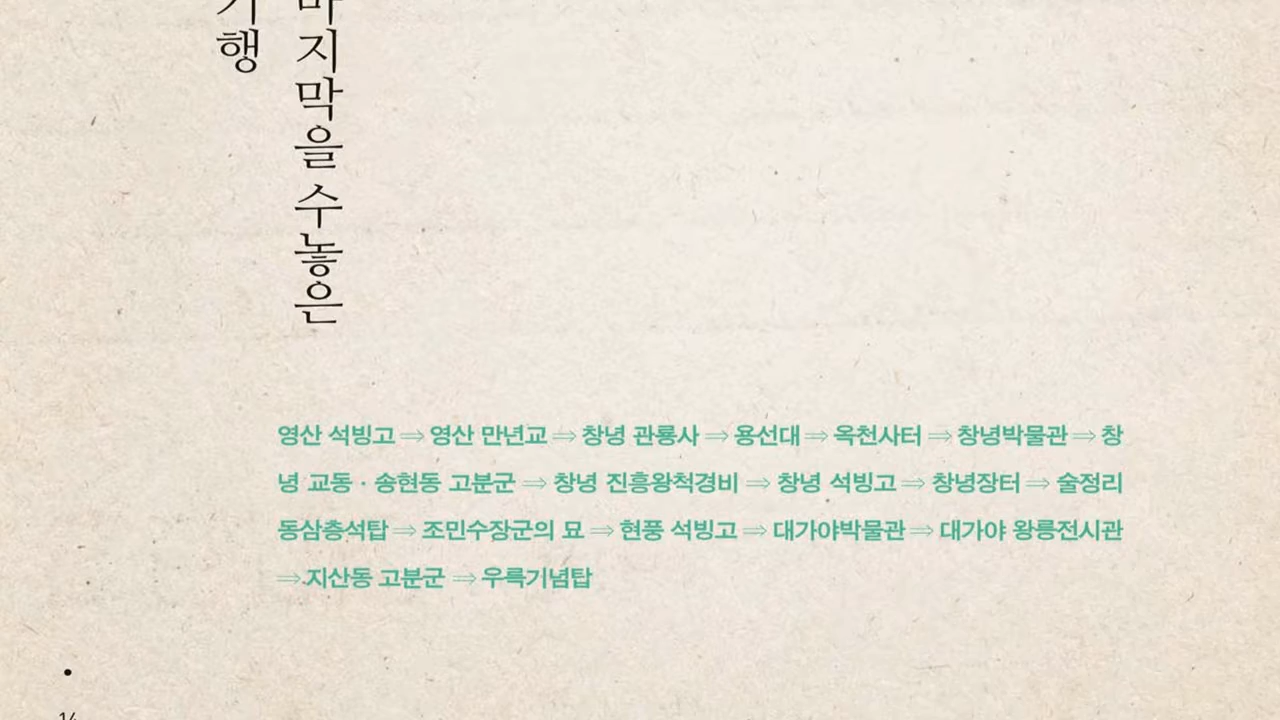 마지막을 수놓은
기행
영산 석빙고 ⇒ 영산 만년교 ⇒ 창녕 관룡사 ⇒ 용선대 ⇒ 옥천사터 ⇒ 창녕박물관 ⇒ 창
녕 교동 · 송현동 고분군 ⇒ 창녕 진흥왕척경비 ⇒ 창녕 석빙고 ⇒ 창녕장터 ⇒ 술정리
동삼층석탑 ⇒ 조민수장군의 묘 ⇒ 현풍 석빙고 ⇒ 대가야박물관 ⇒ 대가야 왕릉전시관
⇒ 지산동 고분군 ⇒ 우륵기념탑